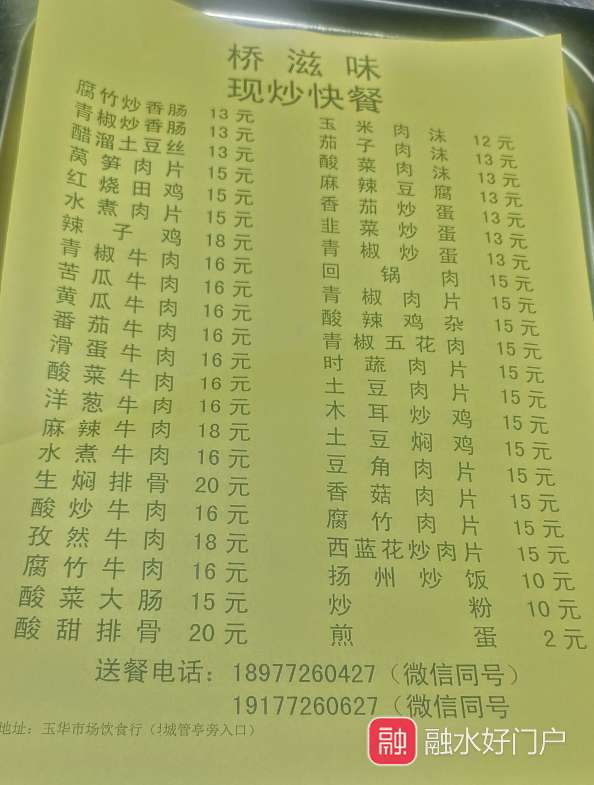 桥滋味
现炒快餐
腐竹炒香肠 13元
青椒炒香肠 13元
醋溜土豆丝 13元
莴笋肉片 15元
红烧田鸡 15元
水煮肉片 15元
辣子鸡 18元
青椒牛肉 16元
苦瓜牛肉 16元
黄瓜牛肉 16元
番茄牛肉 16元
滑蛋牛肉 16元
酸菜牛肉 16元
洋葱牛肉 16元
麻辣牛肉 18元
水煮牛肉 16元
生焖排骨 20元
酸炒牛肉 16元
孜然牛肉 18元
腐竹牛肉 16元
酸菜大肠 15元
酸甜排骨 20元
玉米肉沫 12元
茄子肉沫 13元
酸菜肉沫 13元
麻辣豆腐 13元
香茄炒蛋 13元
韭菜炒蛋 13元
青椒炒蛋 13元
回锅肉 15元
青椒肉片 15元
酸辣鸡杂 15元
青椒五花肉 15元
时蔬肉片 15元
土豆肉片 15元
木耳炒鸡 15元
土豆焖鸡 15元
豆角肉片 15元
香菇肉片 15元
腐竹肉片 15元
西蓝花炒肉片 15元
扬州炒饭 10元
炒粉 10元
煎蛋 2元
送餐电话：18977260427（微信同号）
19177260627（微信同号
地址：玉华市场饮食行（城管亭旁入口）
融 融水好门户